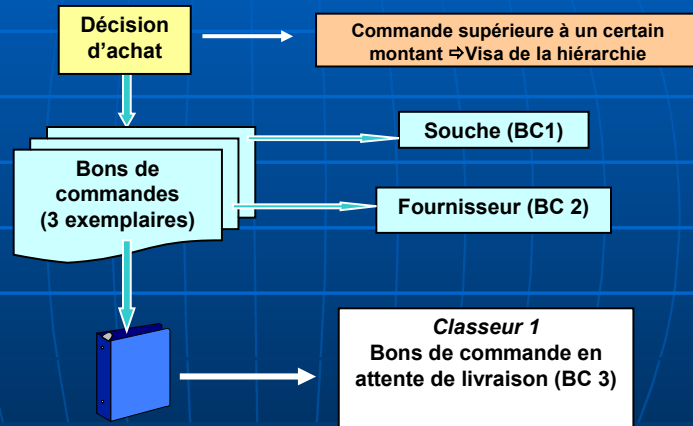 Décision
d'achat
Commande supérieure à un certain
montant ⇨Visa de la hiérarchie
Souche (BC1)
Bons de
commandes
(3 exemplaires)
Fournisseur (BC 2)
Classeur 1
Bons de commande en
attente de livraison (BC 3)